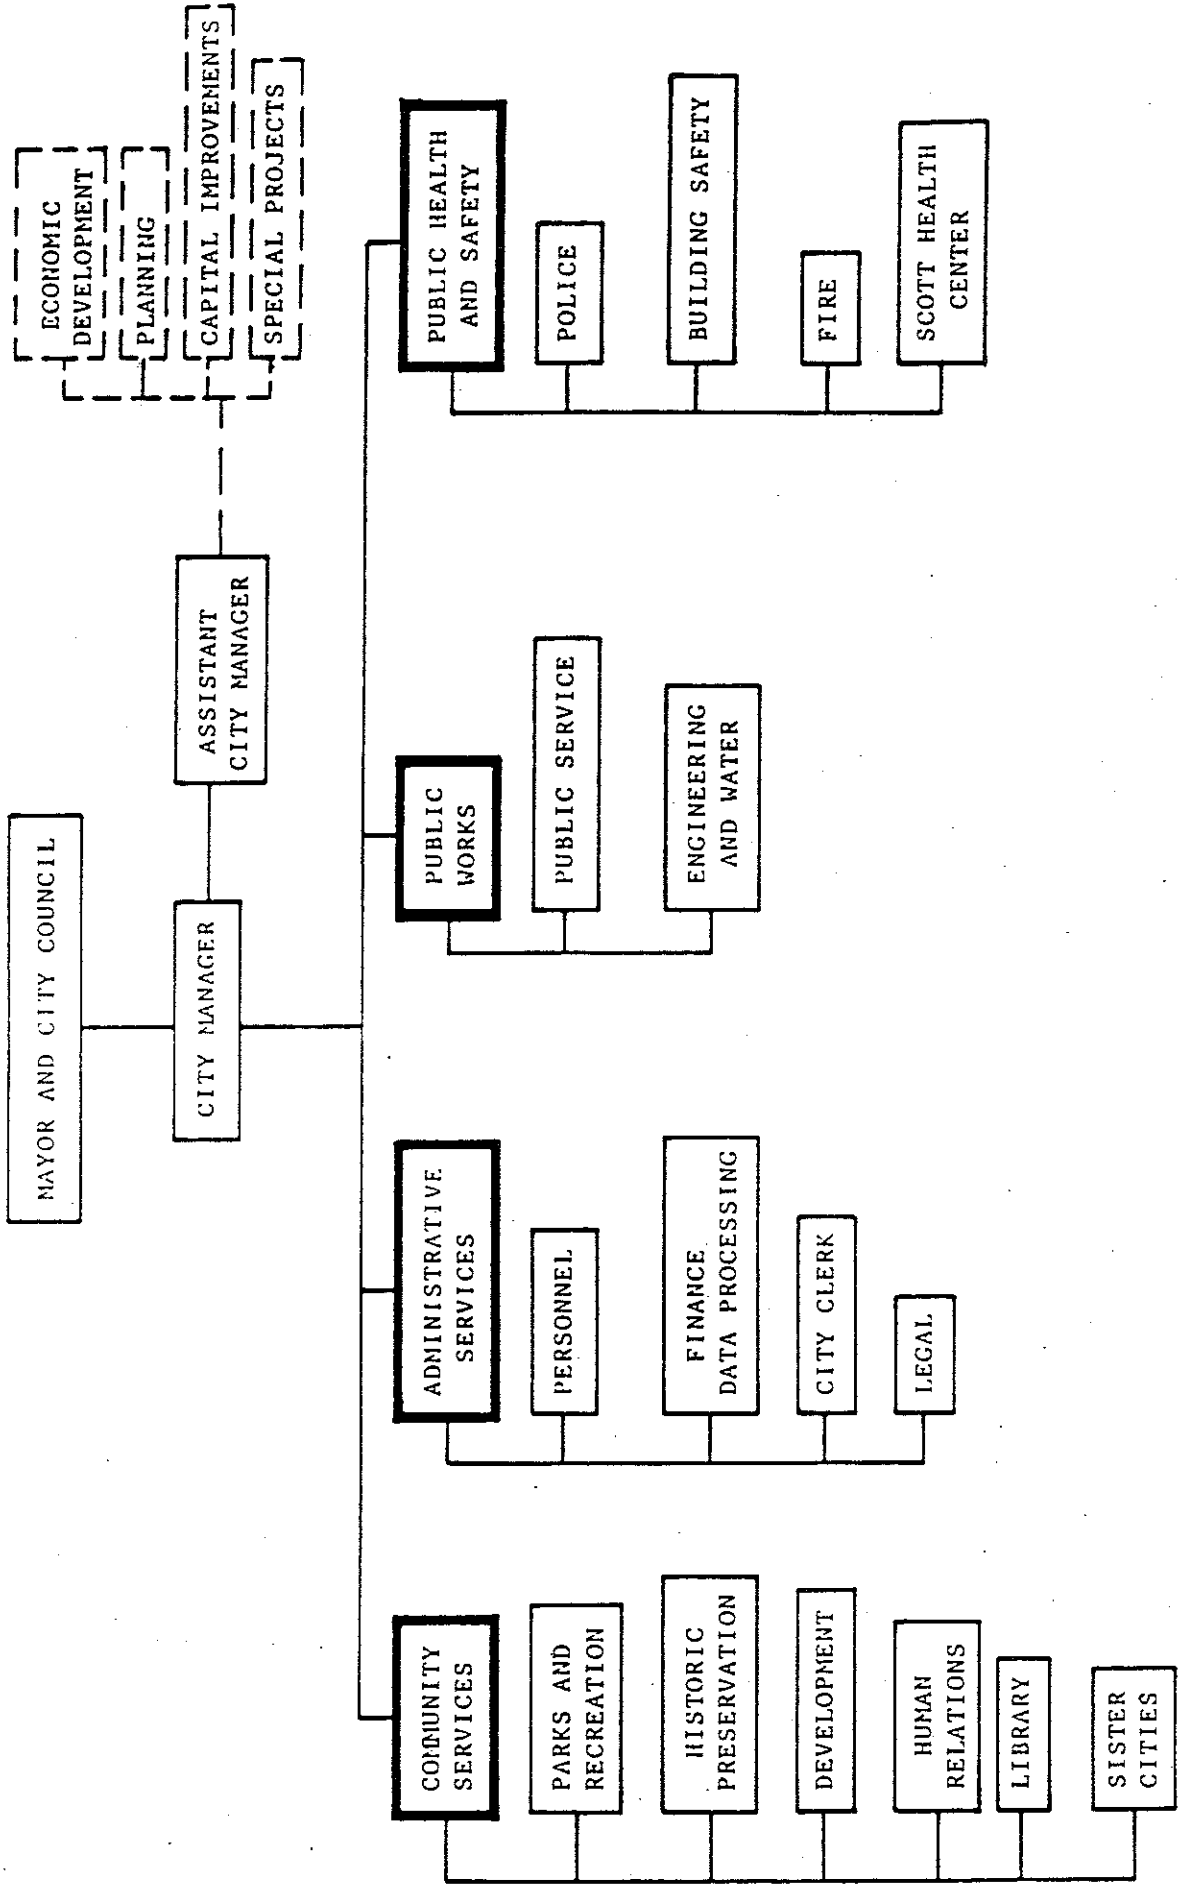 MAYOR AND CITY COUNCIL
CITY MANAGER
ASSISTANT
CITY MANAGER
ECONOMIC
DEVELOPMENT
PLANNING
CAPITAL IMPROVEMENTS
SPECIAL PROJECTS
COMMUNITY
SERVICES
PARKS AND
RECREATION
HISTORIC
PRESERVATION
DEVELOPMENT
HUMAN
RELATIONS
LIBRARY
SISTER
CITIES
ADMINISTRATIVE
SERVICES
PERSONNEL
FINANCE
DATA PROCESSING
CITY CLERK
LEGAL
PUBLIC
WORKS
PUBLIC SERVICE
ENGINEERING
AND WATER
PUBLIC HEALTH
AND SAFETY
POLICE
BUILDING SAFETY
FIRE
SCOTT HEALTH
CENTER